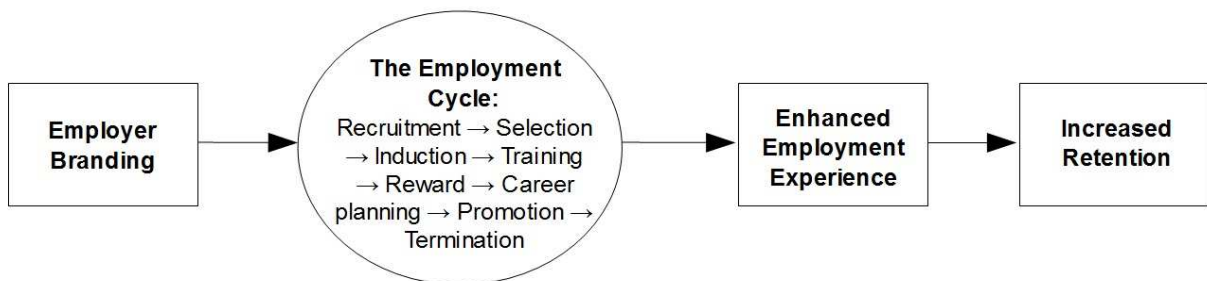 Employer
Branding
The Employment
Cycle:
Recruitment → Selection
→ Induction → Training
→ Reward → Career
planning → Promotion →
Termination
Enhanced
Employment
Experience
Increased
Retention